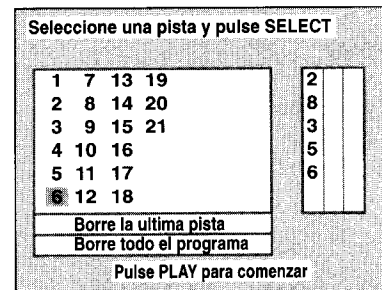 Seleccione una pista y pulse SELECT
1 7 13 19 2
2 8 14 20 8
3 9 15 21 3
4 10 16 5
5 11 17 6
6 12 18
Borre la ultima pista
Borre todo el programa
Pulse PLAY para comenzar